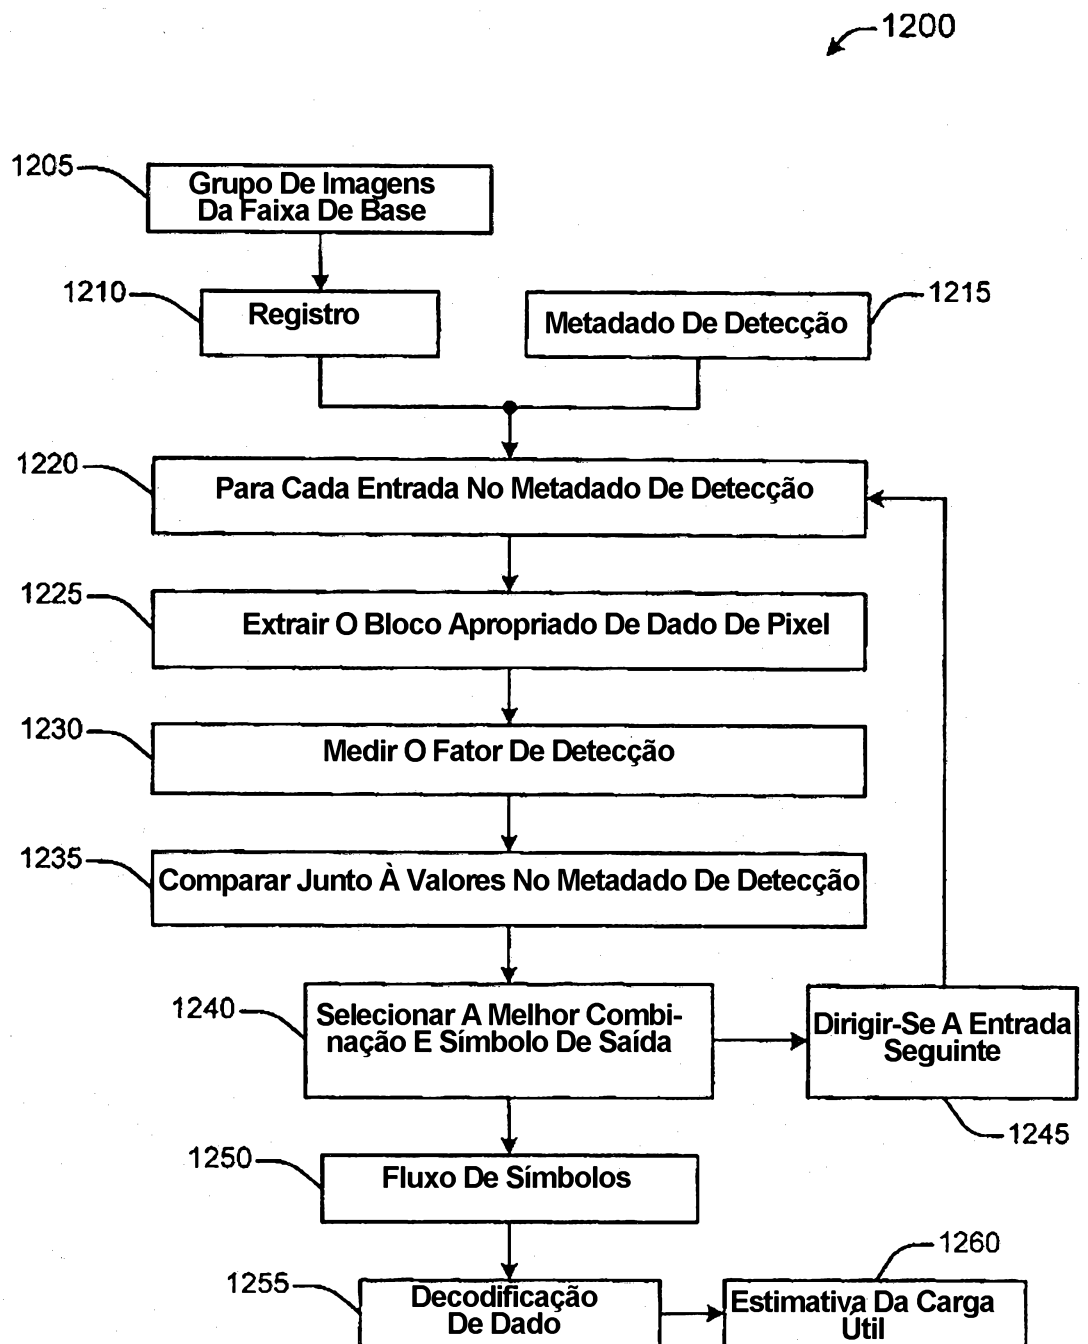 1200
1205
Grupo De Imagens
Da Faixa De Base
1210
Registro
1215
Metadado De Detecção
1220
Para Cada Entrada No Metadado De Detecção
1225
Extrair O Bloco Apropriado De Dado De Pixel
1230
Medir O Fator De Detecção
1235
Comparar Junto À Valores No Metadado De Detecção
1240
Selecionar A Melhor Combi-
nação E Símbolo De Saída
Dirigir-Se A Entrada
Seguinte
1245
1250
Fluxo De Símbolos
1255
Decodificação
De Dado
1260
Estimativa Da Carga
Útil